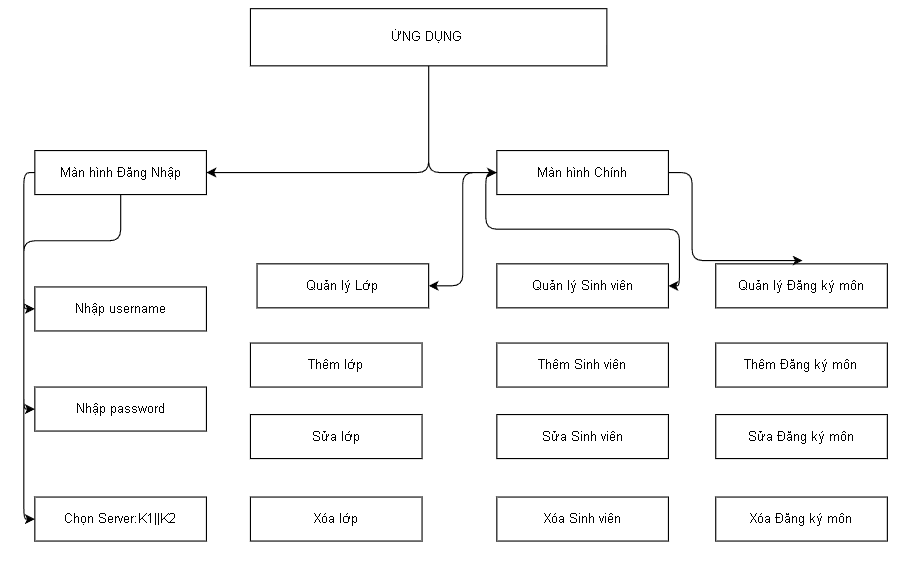 ỨNG DỤNG
Màn hình Đăng Nhập
Màn hình Chính
Quản lý Lớp
Quản lý Sinh viên
Quản lý Đăng ký môn
Nhập username
Thêm lớp
Thêm Sinh viên
Thêm Đăng ký môn
Nhập password
Sửa lớp
Sửa Sinh viên
Sửa Đăng ký môn
Chọn Server:K1||K2
Xóa lớp
Xóa Sinh viên
Xóa Đăng ký môn